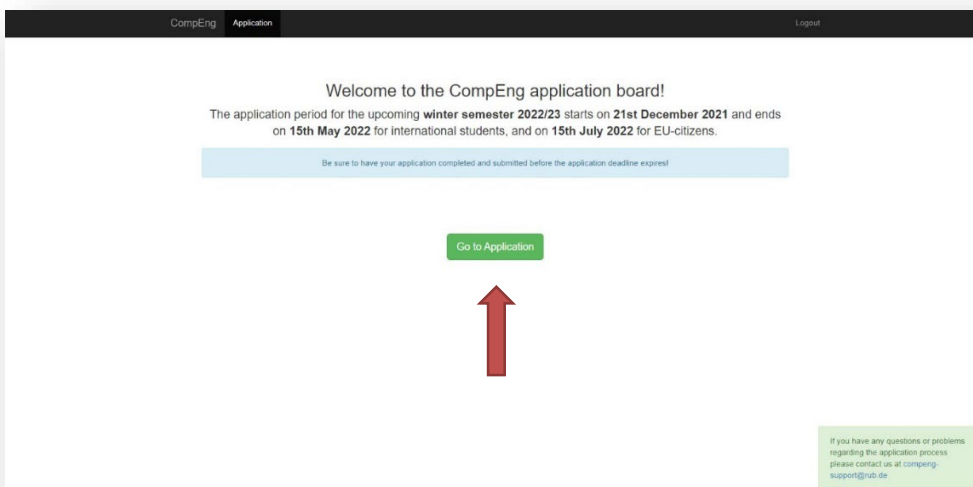 CompEng Application Logout
Welcome to the CompEng application board!
The application period for the upcoming winter semester 2022/23 starts on 21st December 2021 and ends
on 15th May 2022 for international students, and on 15th July 2022 for EU-citizens.
Be sure to have your application completed and submitted before the application deadline expires!
Go to Application
If you have any questions or problems
regarding the application process
please contact us at compeng-
support@rub.de